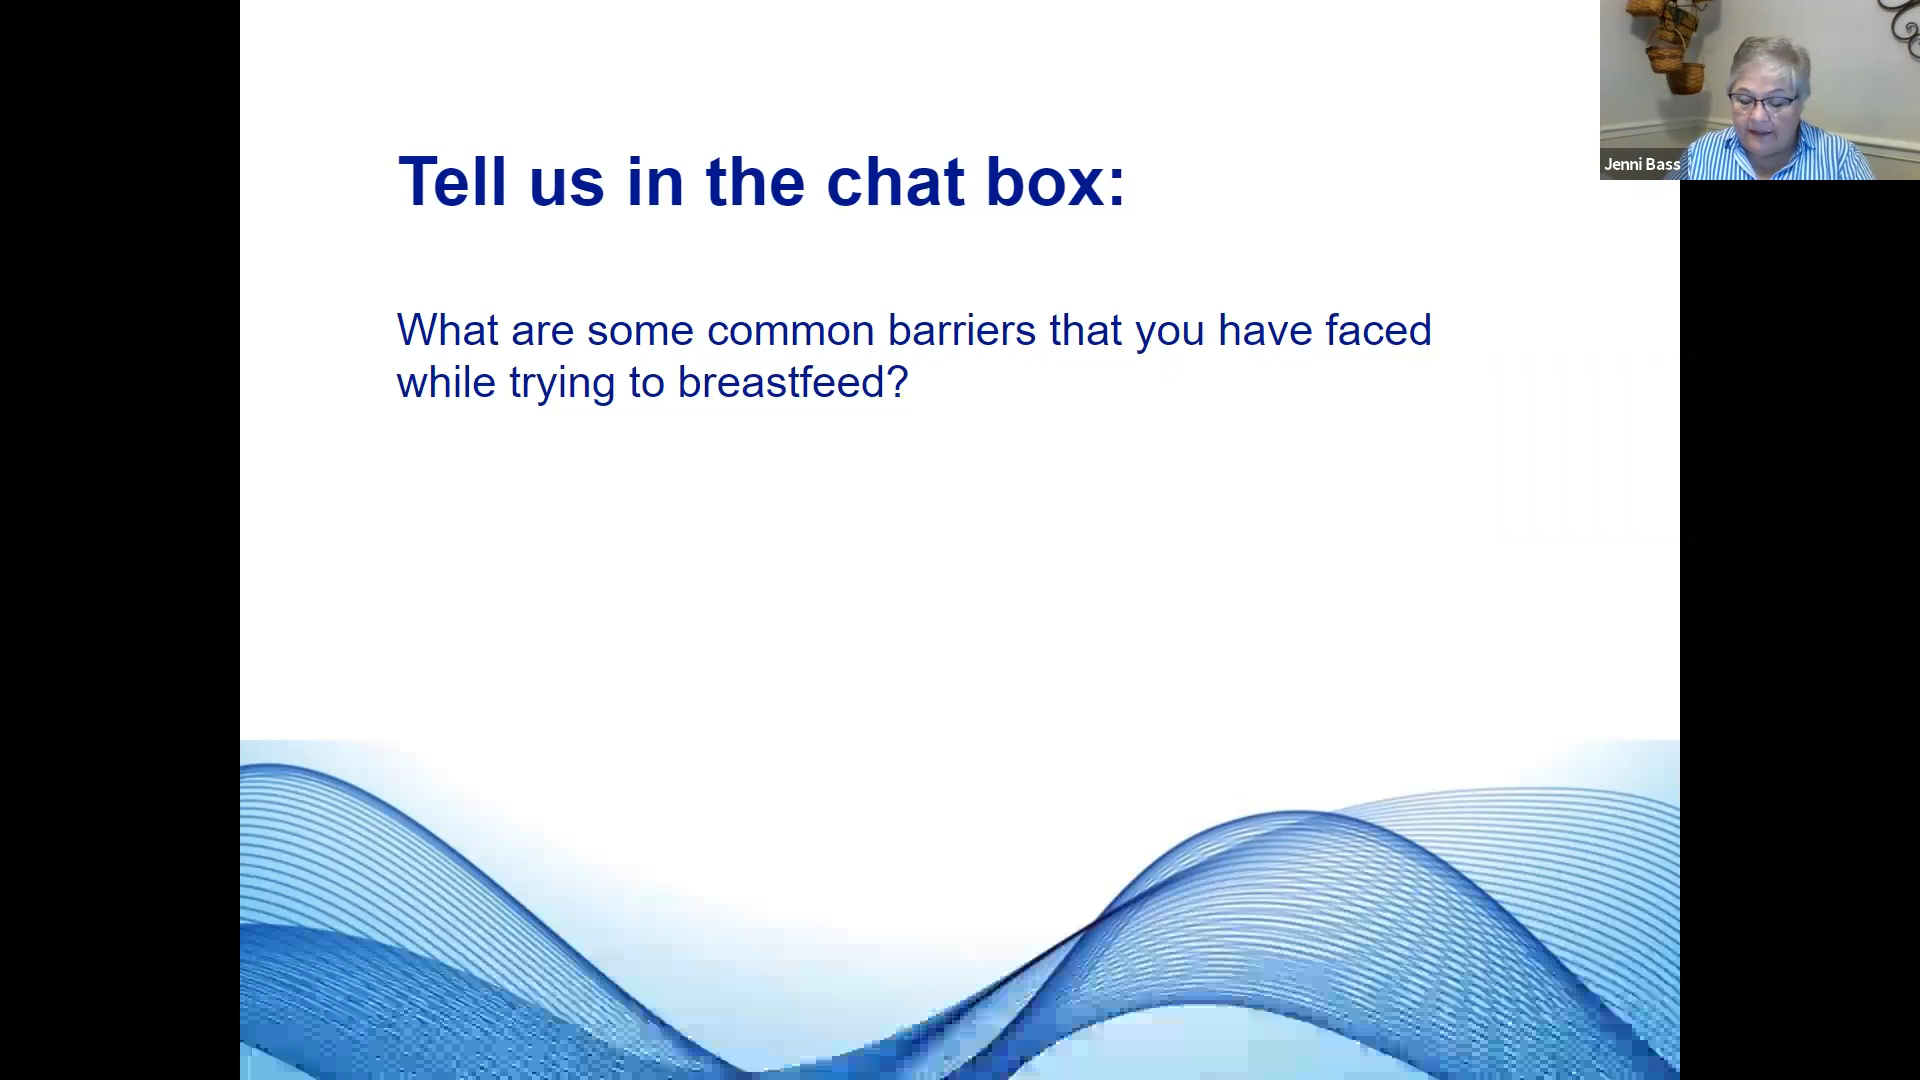 Tell us in the chat box:
What are some common barriers that you have faced
while trying to breastfeed?
Jenni Bass